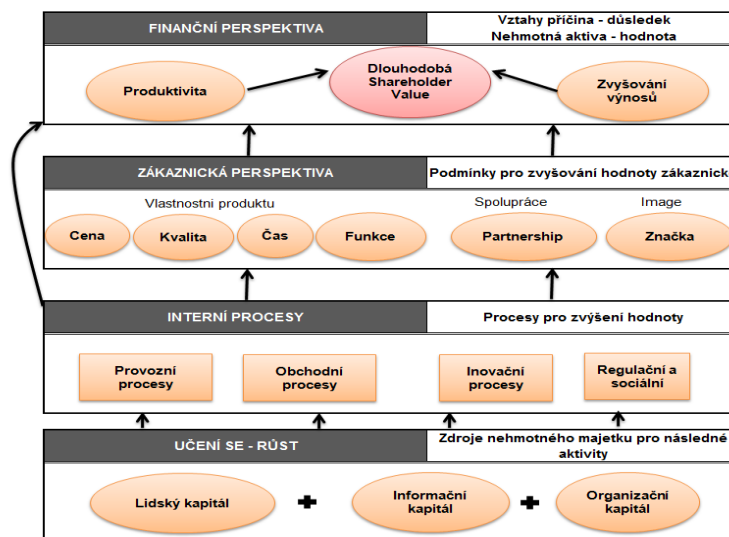 FINANČNÍ PERSPEKTIVA
Vztahy příčina - důsledek
Nehmotná aktiva - hodnota
Produktivita
Dlouhodobá
Shareholder
Value
Zvyšování
výnosů
ZÁKAZNICKÁ PERSPEKTIVA
Podmínky pro zvyšování hodnoty zákazníck
Vlastnostni produktu
Spolupráce
Image
Cena
Kvalita
Čas
Funkce
Partnership
Značka
INTERNÍ PROCESY
Procesy pro zvýšení hodnoty
Provozní
procesy
Obchodní
procesy
Inovační
procesy
Regulační a
sociální
UČENÍ SE - RŮST
Zdroje nehmotného majetku pro následné
aktivity
Lidský kapitál
Informační
kapitál
Organizační
kapitál